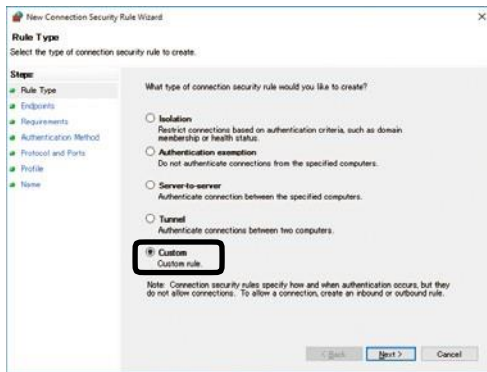 New Connection Security Rule Wizard
Rule Type
Select the type of connection security rule to create.
Steps:
Rule Type
Endpoints
Requirements
Authentication Method
Protocol and Ports
Profile
Name
What type of connection security rule would you like to create?
Isolation
Restrict connections based on authentication criteria, such as domain
membership or health status.
Authentication exemption
Do not authenticate connections from the specified computers.
Server-to-server
Authenticate connection between the specified computers.
Tunnel
Authenticate connections between two computers.
Custom
Custom rule.
Note: Connection security rules specify how and when authentication occurs, but they
do not allow connections. To allow a connection, create an inbound or outbound rule.
< Back
Next >
Cancel